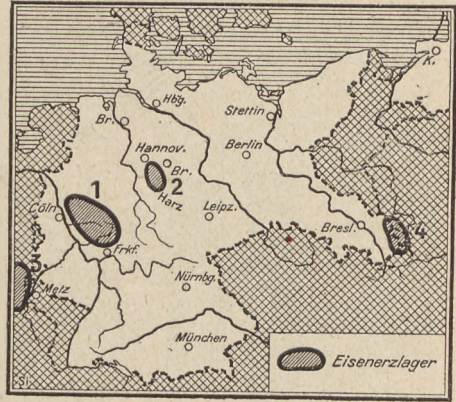 K.
Hbg.
Stettin
Br.
Hannov.
Berlin
Br.
1
2
Harz
Cöln
Leipz.
Bresl.
4
Frkf.
3
Metz
Nürnbg.
München
Eisenerzlager
Si